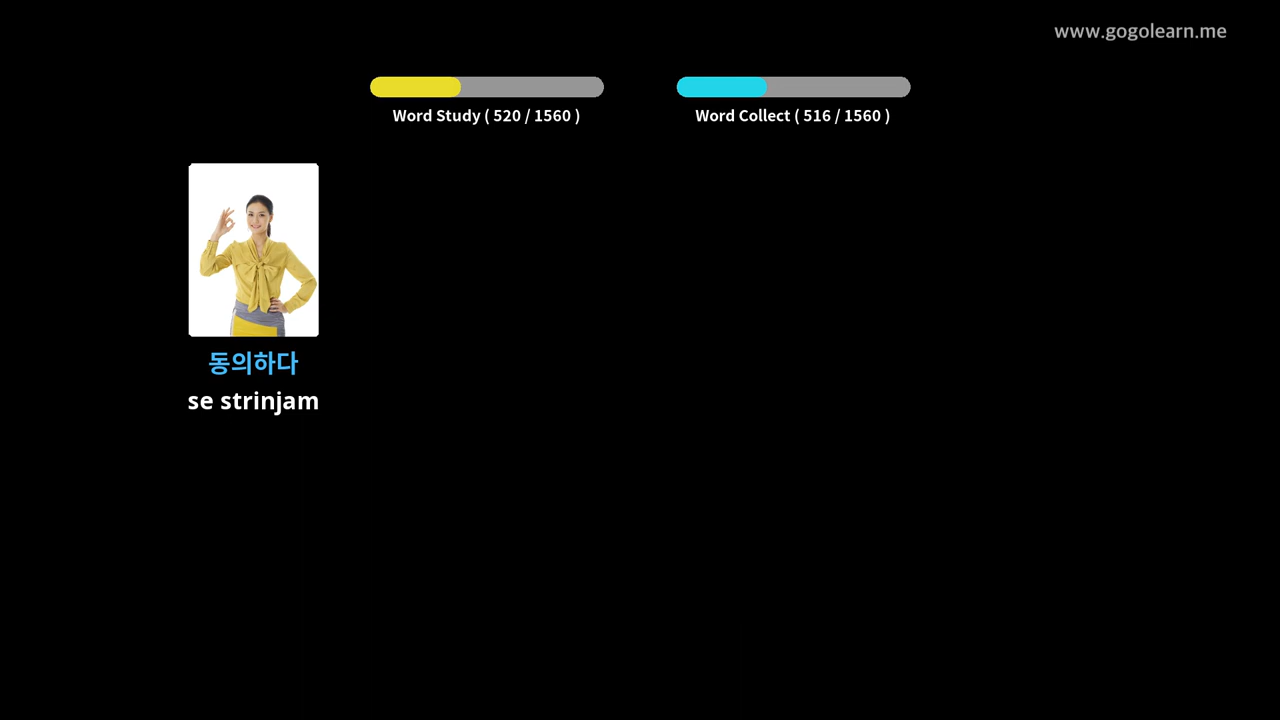 www.gogolearn.me
Word Study ( 520 / 1560 )
Word Collect ( 516 / 1560 )
동의하다
se strinjam